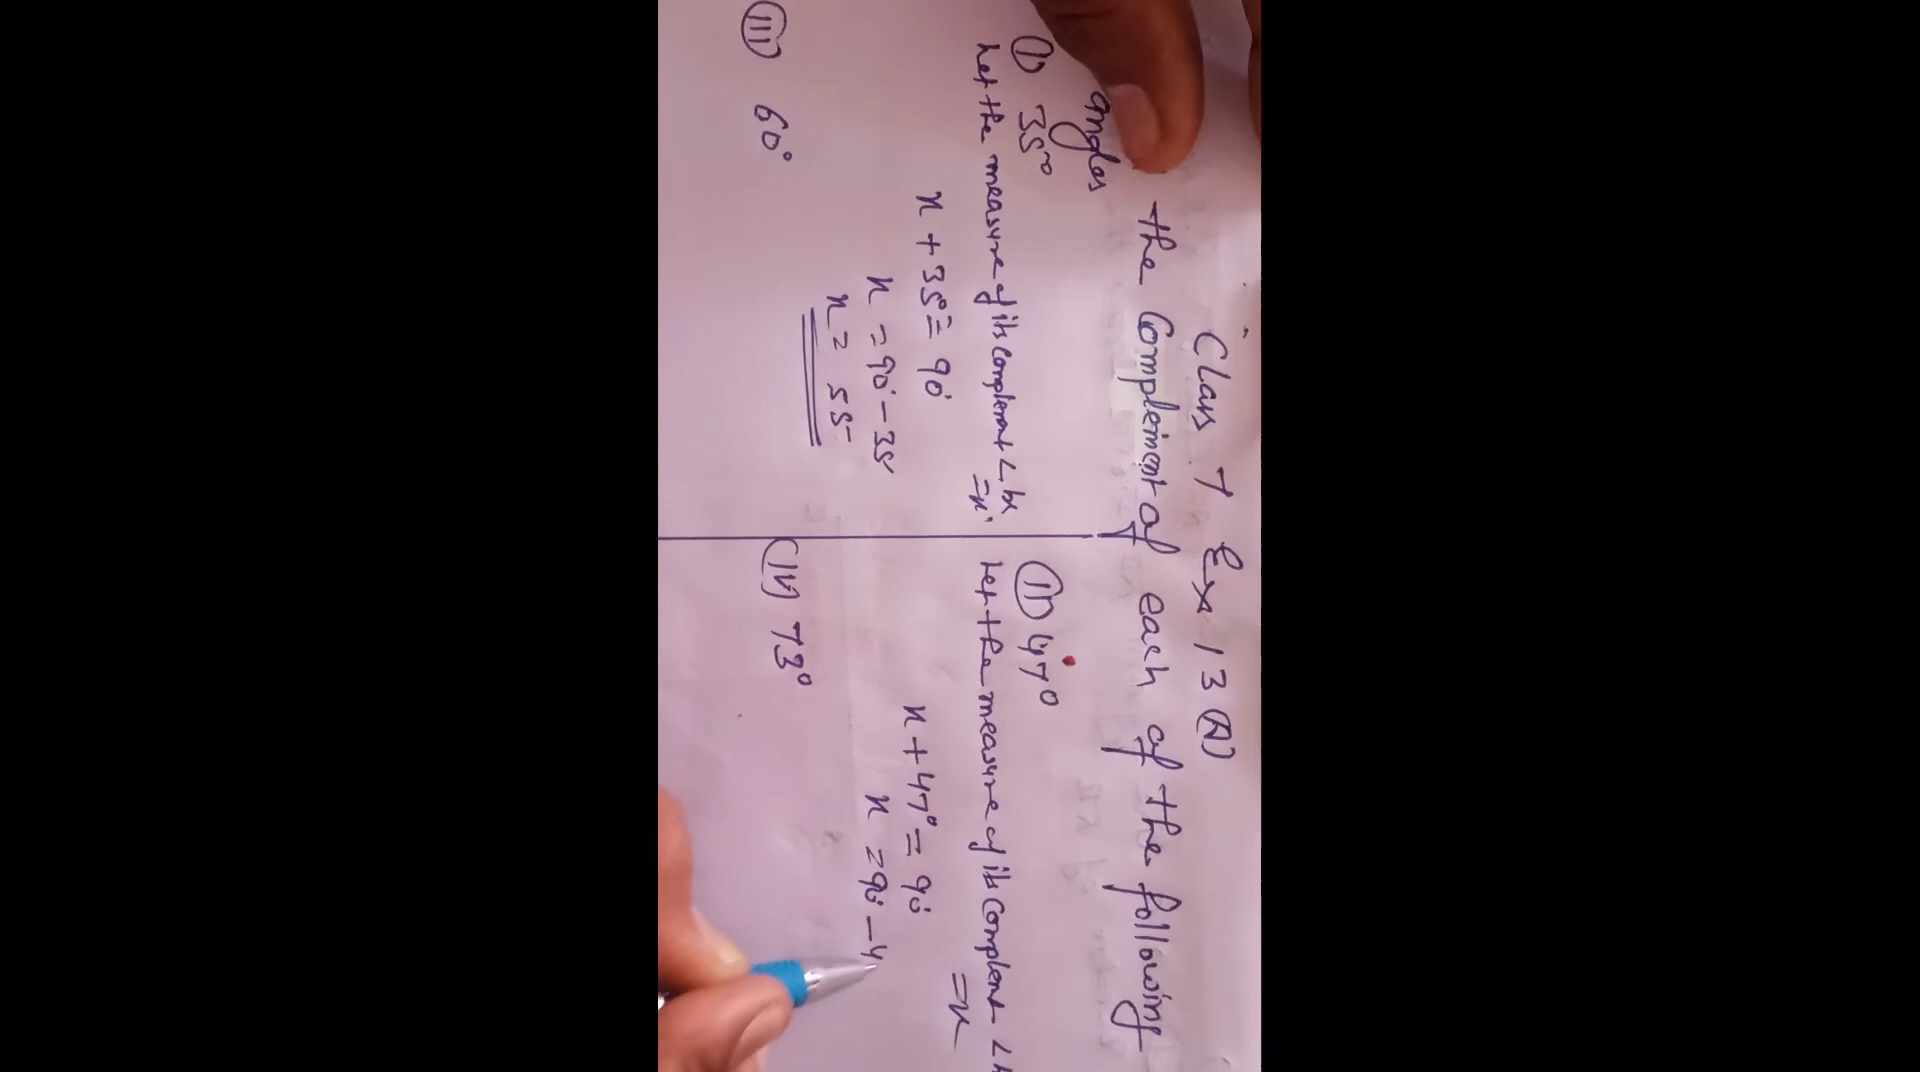 Class 7 Ex 13(A)
the Compleiment of each of the following
angles
(I) 35°
Let the measure of its complement ∠ be
= x°
x + 35° = 90°
x = 90° - 35
x = 55
(II) 47°
Let the measure of its complent ∠
= x
x + 47° = 90°
x = 90° - 4
(III) 60°
(IV) 73°